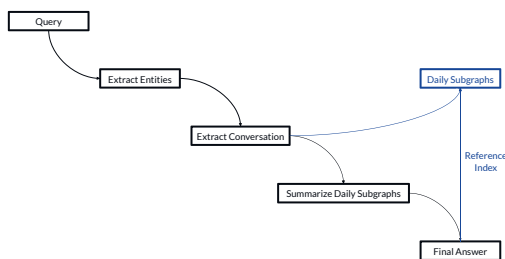 Query
Extract Entities
Daily Subgraphs
Extract Conversation
Reference
Index
Summarize Daily Subgraphs
Final Answer